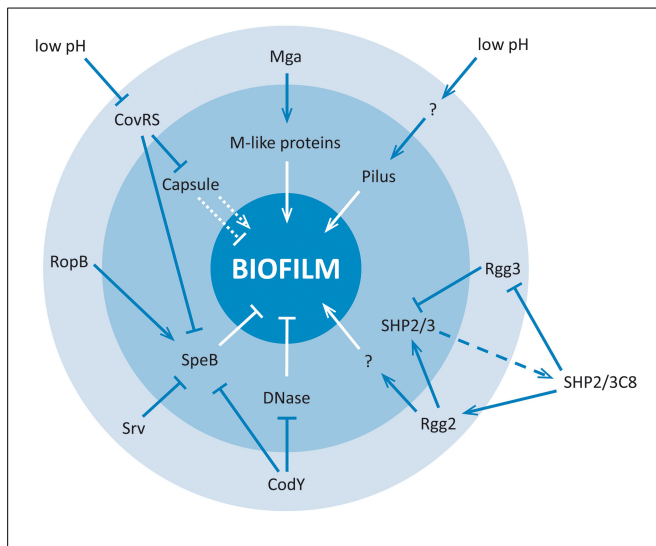 low pH
low pH
Mga
?
CovRS
M-like proteins
Capsule
Pilus
BIOFILM
RopB
Rgg3
SHP2/3
SpeB
?
SHP2/3C8
DNase
Srv
Rgg2
CodY